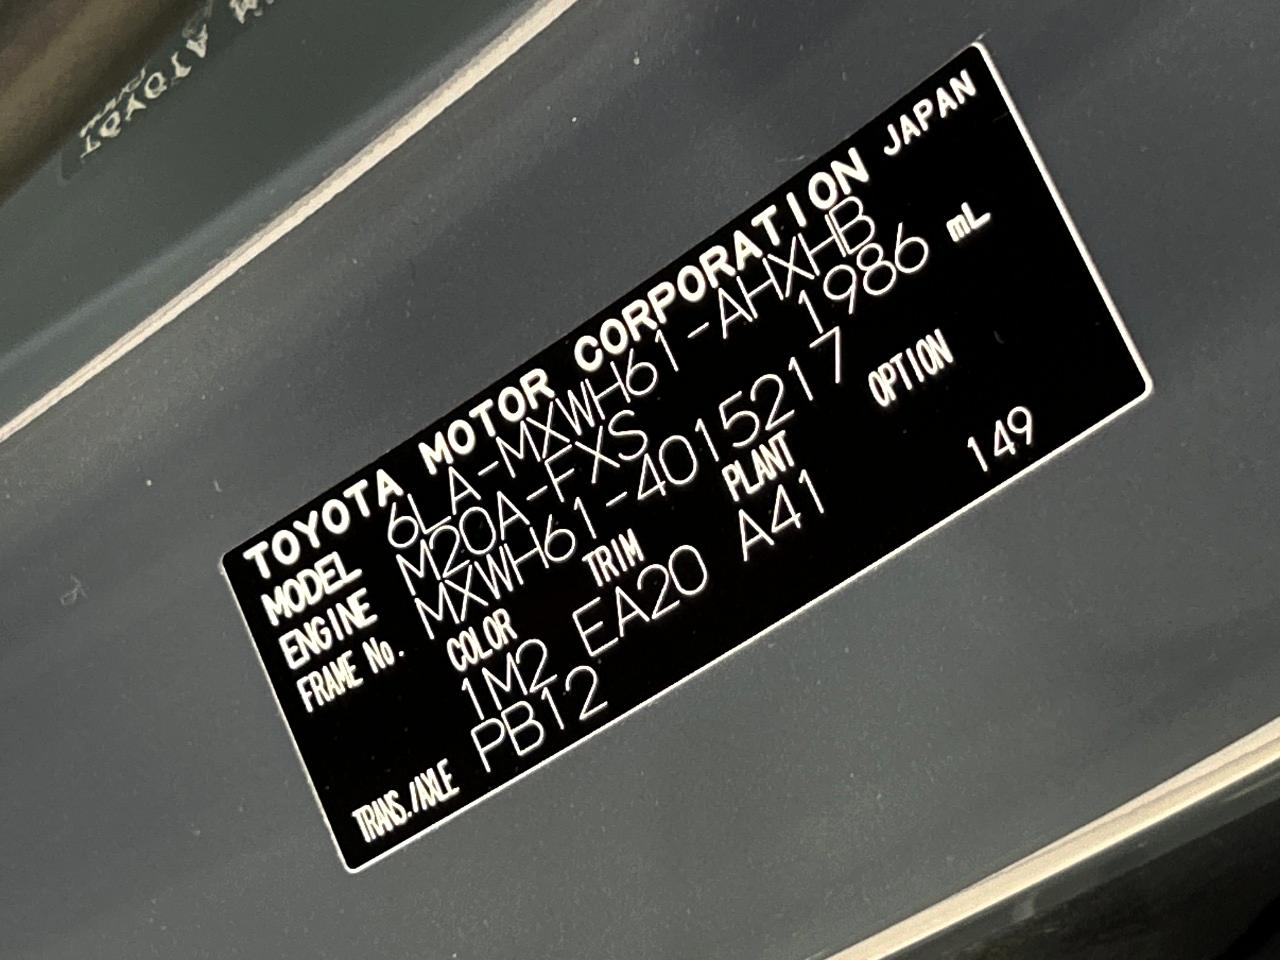 TOYOTA MOTOR CORPORATION JAPAN
MODEL 6LA-MXWH61-AHXHB
ENGINE M20A-FXS 1986 mL
FRAME No. MXWH61-4015217
COLOR TRIM PLANT OPTION
1M2 EA20 A41 149
TRANS./AXLE PB12
TOYOTA